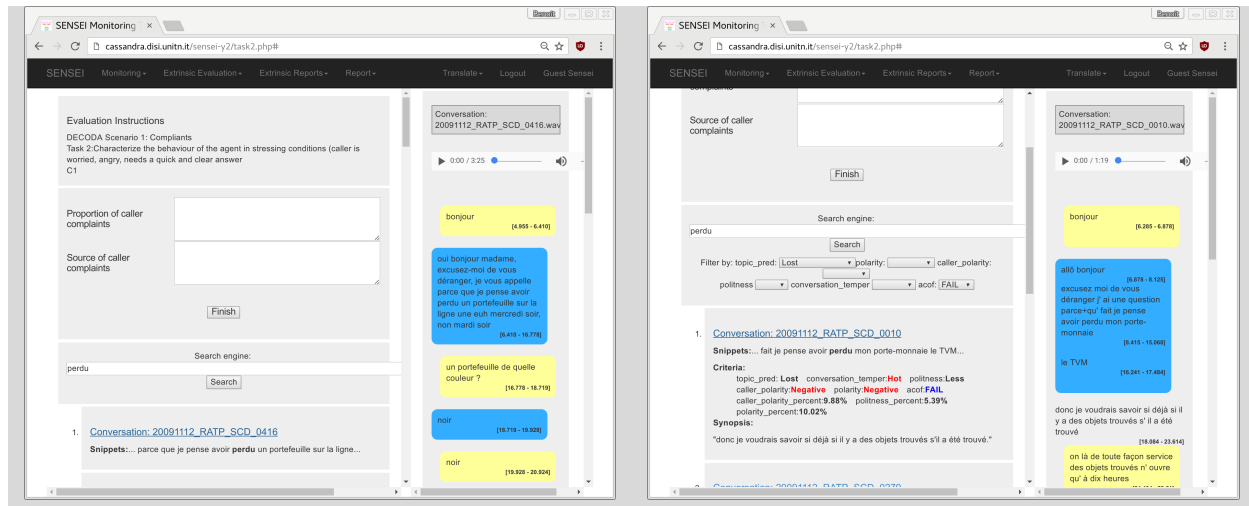 Benoît
SENSEI Monitoring T ×
cassandra.disi.unitn.it/sensei-y2/task2.php#
SENSEI Monitoring Extrinsic Evaluation Extrinsic Reports Report Translate Logout Guest Sensei
Evaluation Instructions
DECODA Scenario 1: Compliants
Task 2:Characterize the
behaviour of the agent in stressing conditions (caller is
worried, angry, needs a quick and clear answer
C1
Proportion of caller
complaints
Source of caller
complaints
Finish
Search engine:
perdu
Search
1. Conversation: 20091112_RATP_SCD_0416
Snippets:... parce que je pense avoir perdu un portefeuille sur la ligne...
Conversation:
20091112_RATP_SCD_0416.wav
0:00 / 3:25
bonjour
[4.955 - 6.410]
oui bonjour madame,
excusez-moi de vous
déranger, je vous appelle
parce que je pense avoir
perdu un portefeuille sur la
ligne une euh mercredi soir,
non mardi soir
[6.410 - 16.778]
un portefeuille de quelle
couleur ?
[16.778 - 18.719]
noir
[18.719 - 19.928]
noir
[19.928 - 20.924]
Benoît
SENSEI Monitoring T ×
cassandra.disi.unitn.it/sensei-y2/task2.php#
SENSEI Monitoring Extrinsic Evaluation Extrinsic Reports Report Translate Logout Guest Sensei
complaints
Source of caller
complaints
Finish
Search engine:
perdu
Search
Filter by: topic_pred: Lost polarity: caller_polarity:
politness conversation_temper acof: FAIL
1. Conversation: 20091112_RATP_SCD_0010
Snippets:... fait je pense avoir perdu mon porte-monnaie le TVM...
Criteria:
topic_pred: Lost conversation_temper:Hot politness:Less
caller_polarity:Negative polarity:Negative acof:FAIL
caller_polarity_percent:9.88% politness_percent:5.39%
polarity_percent:10.02%
Synopsis:
"donc je voudrais savoir si déjà si il y a des objets trouvés s'il a été trouvé."
Conversation: 20091112_RATP_SCD_0270
Conversation:
20091112_RATP_SCD_0010.wav
0:00 / 1:19
bonjour
[6.285 - 6.878]
allô bonjour
[6.878 - 8.125]
excusez moi de vous
déranger j' ai une question
parce+qu' fait je pense
avoir perdu mon porte-
monnaie
[8.415 - 15.068]
le TVM
[16.241 - 17.484]
donc je voudrais savoir si déjà si il
y a des objets trouvés s' il a été
trouvé
[18.084 - 23.614]
on là de toute façon service
des objets trouvés n' ouvre
qu' à dix heures